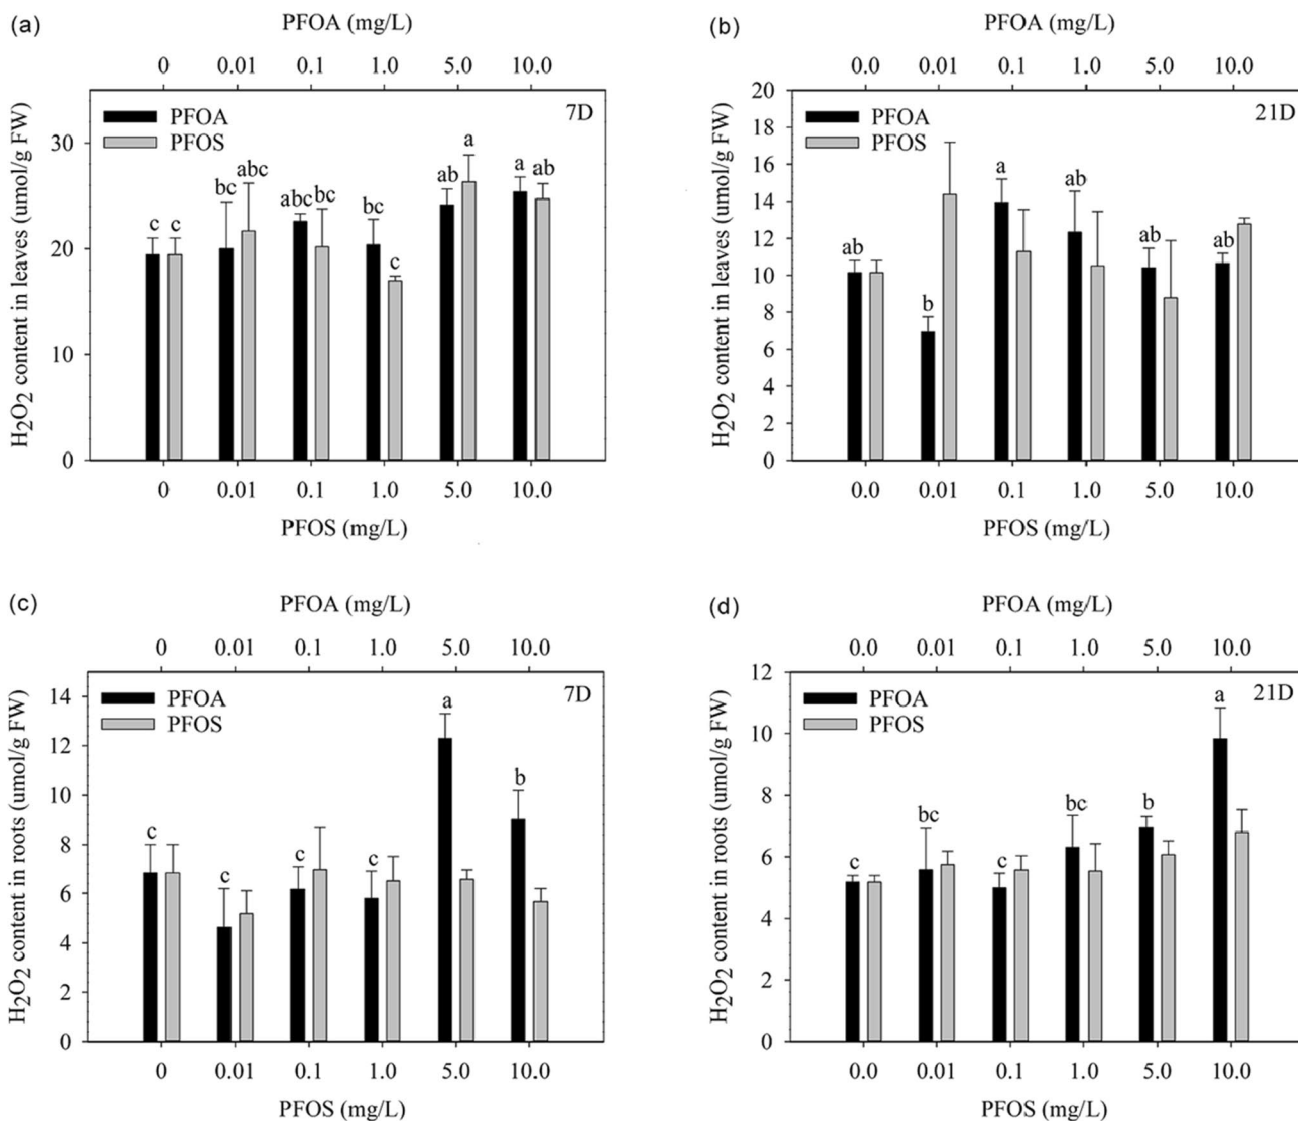 (a)
PFOA (mg/L)
0 0.01 0.1 1.0 5.0 10.0
PFOA
PFOS
7D
H2O2 content in leaves (umol/g FW)
30
20
10
0
c c bc abc abc bc bc c ab a a ab
0 0.01 0.1 1.0 5.0 10.0
PFOS (mg/L)
(b)
PFOA (mg/L)
0.0 0.01 0.1 1.0 5.0 10.0
PFOA
PFOS
21D
H2O2 content in leaves (umol/g FW)
20
18
16
14
12
10
8
6
4
2
0
ab b a ab ab ab
0.0 0.01 0.1 1.0 5.0 10.0
PFOS (mg/L)
(c)
PFOA (mg/L)
0 0.01 0.1 1.0 5.0 10.0
PFOA
PFOS
7D
H2O2 content in roots (umol/g FW)
14
12
10
8
6
4
2
0
c c c c a b
0 0.01 0.1 1.0 5.0 10.0
PFOS (mg/L)
(d)
PFOA (mg/L)
0.0 0.01 0.1 1.0 5.0 10.0
PFOA
PFOS
21D
H2O2 content in roots (umol/g FW)
12
10
8
6
4
2
0
c bc c bc b a
0.0 0.01 0.1 1.0 5.0 10.0
PFOS (mg/L)